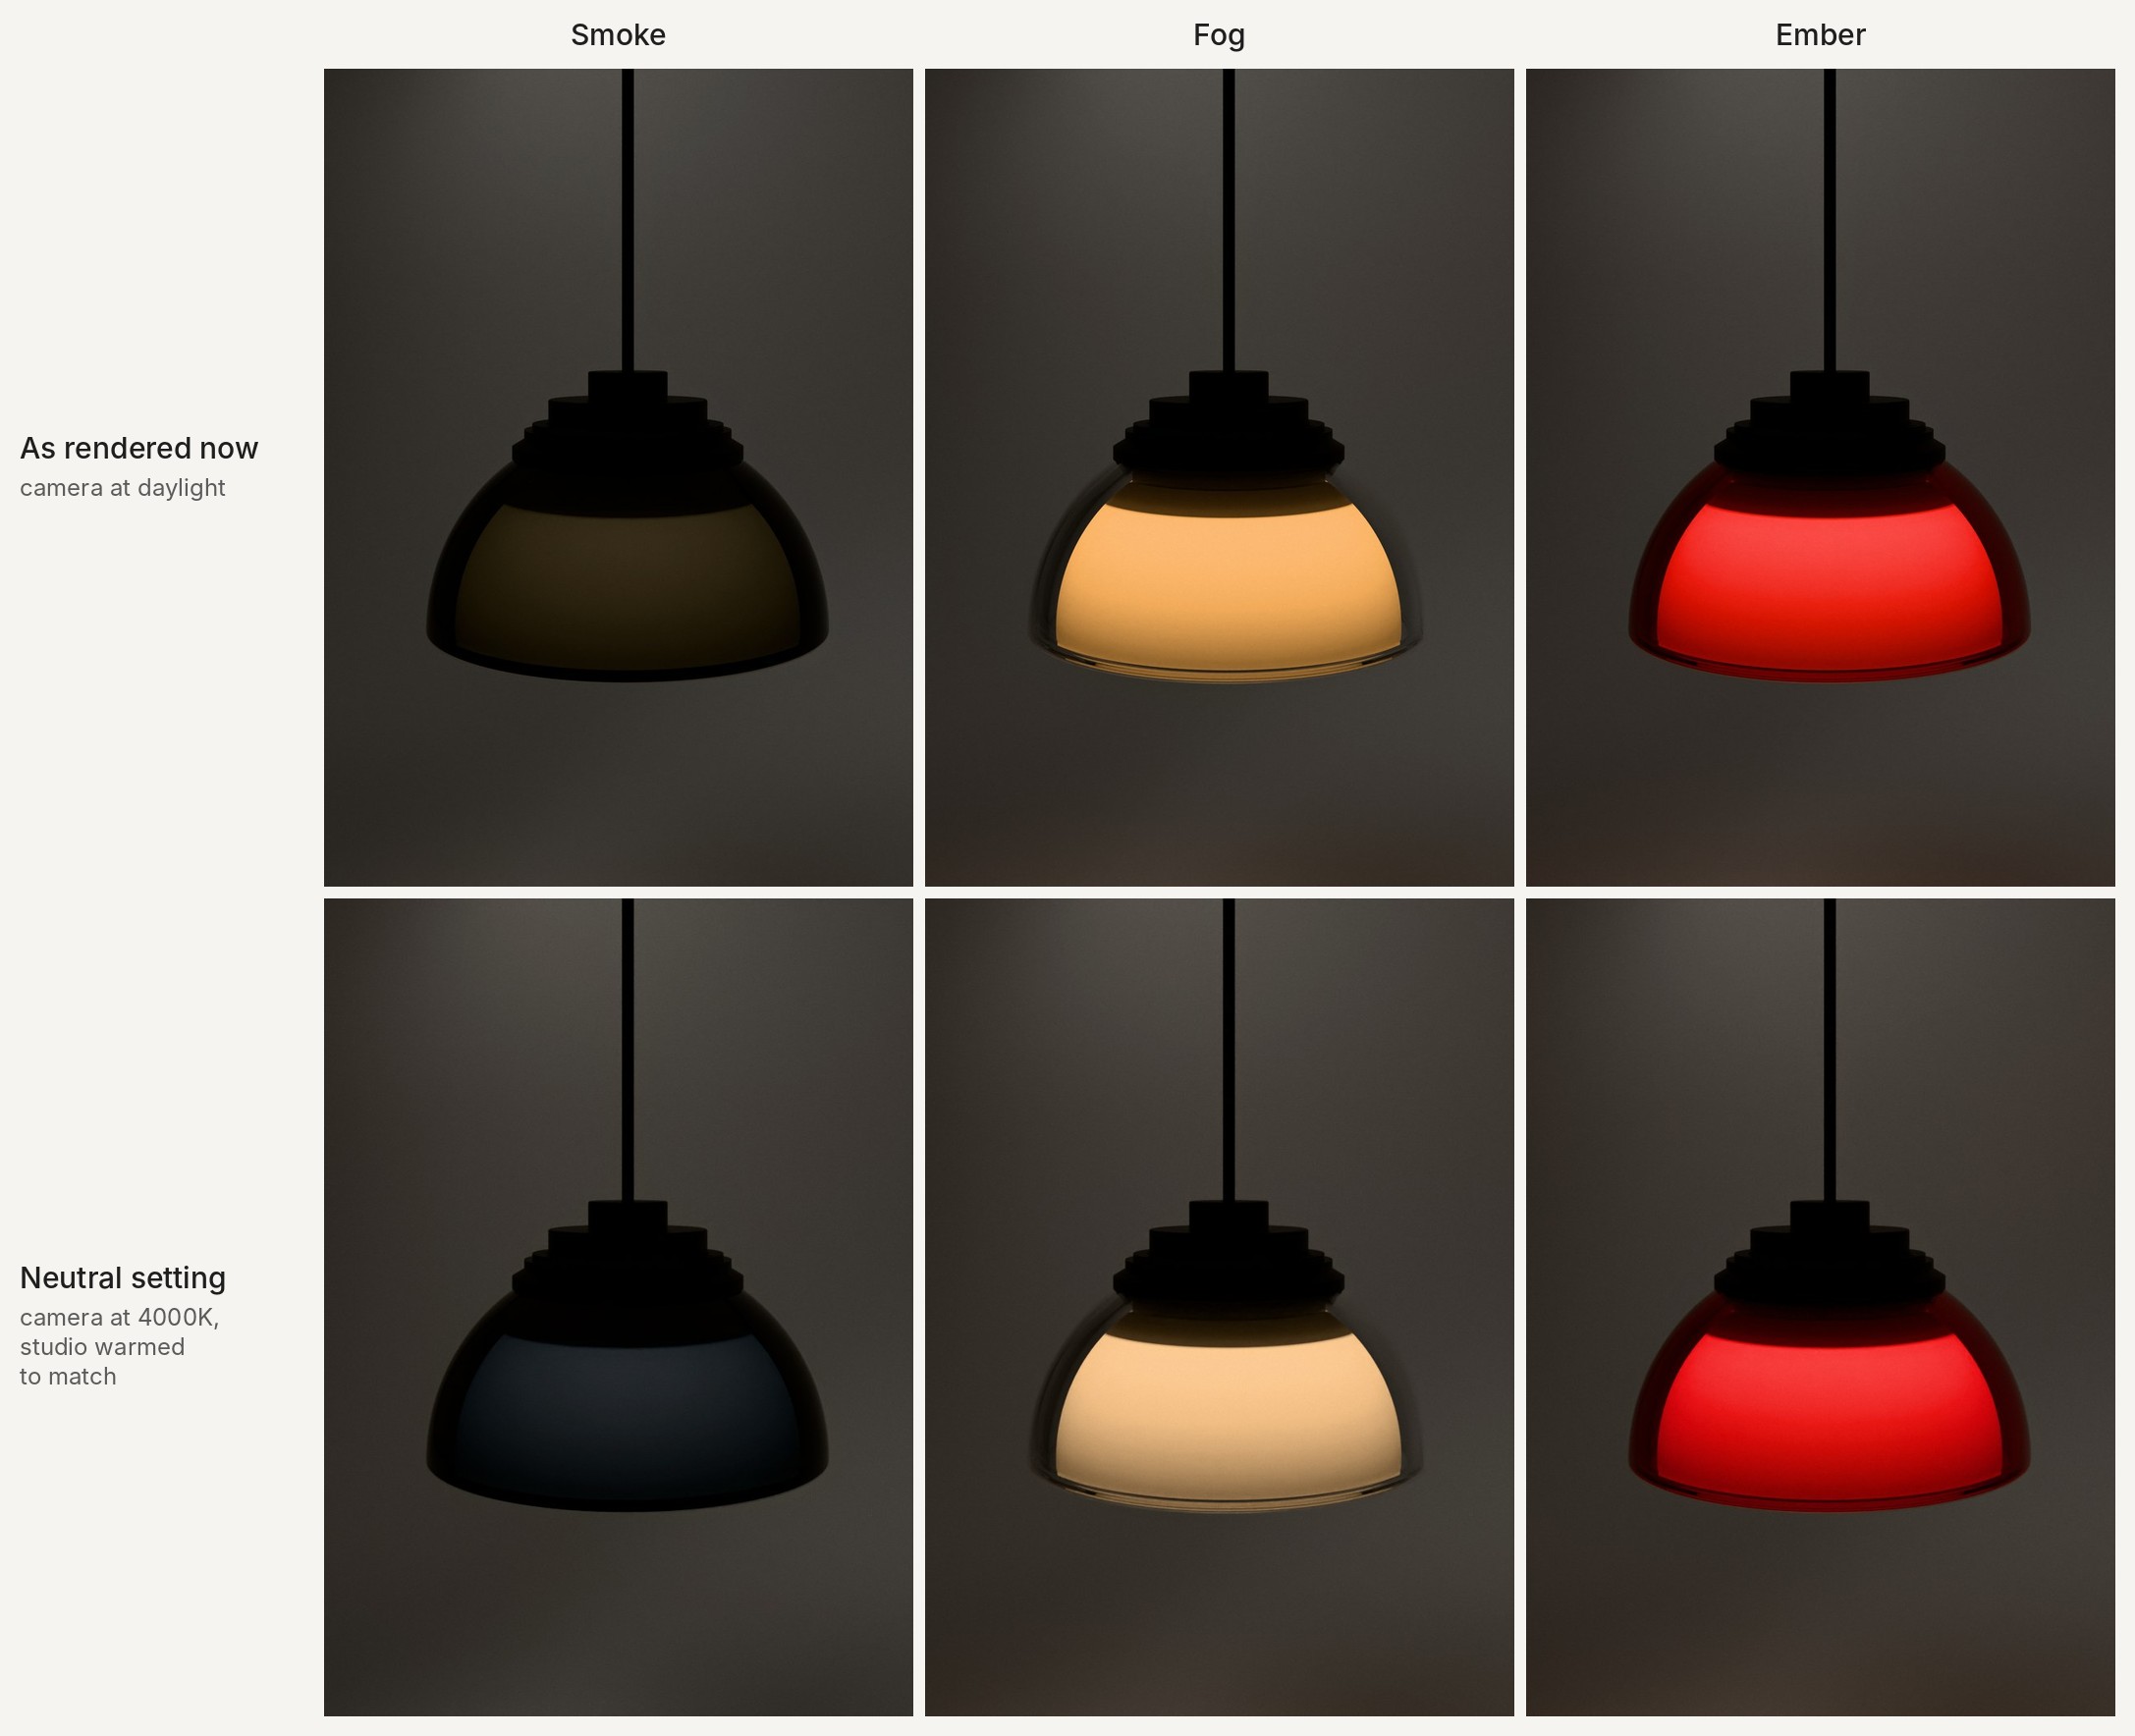 Smoke
Fog
Ember
As rendered now
camera at daylight
Neutral setting
camera at 4000K,
studio warmed
to match